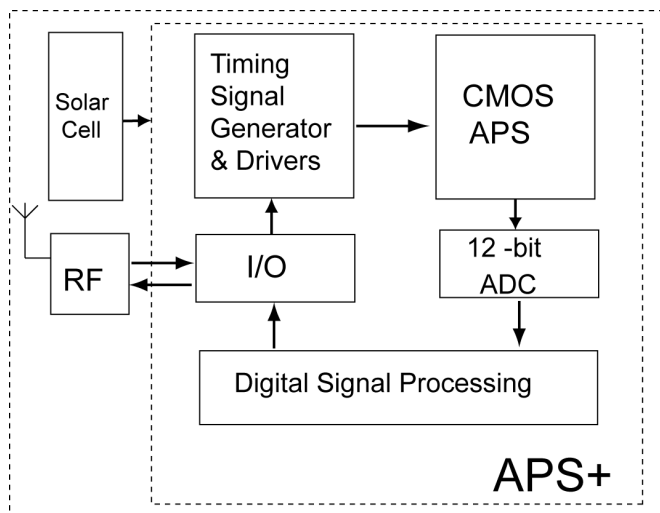 Solar
Cell
Timing
Signal
Generator
& Drivers
CMOS
APS
RF
I/O
12 -bit
ADC
Digital Signal Processing
APS+